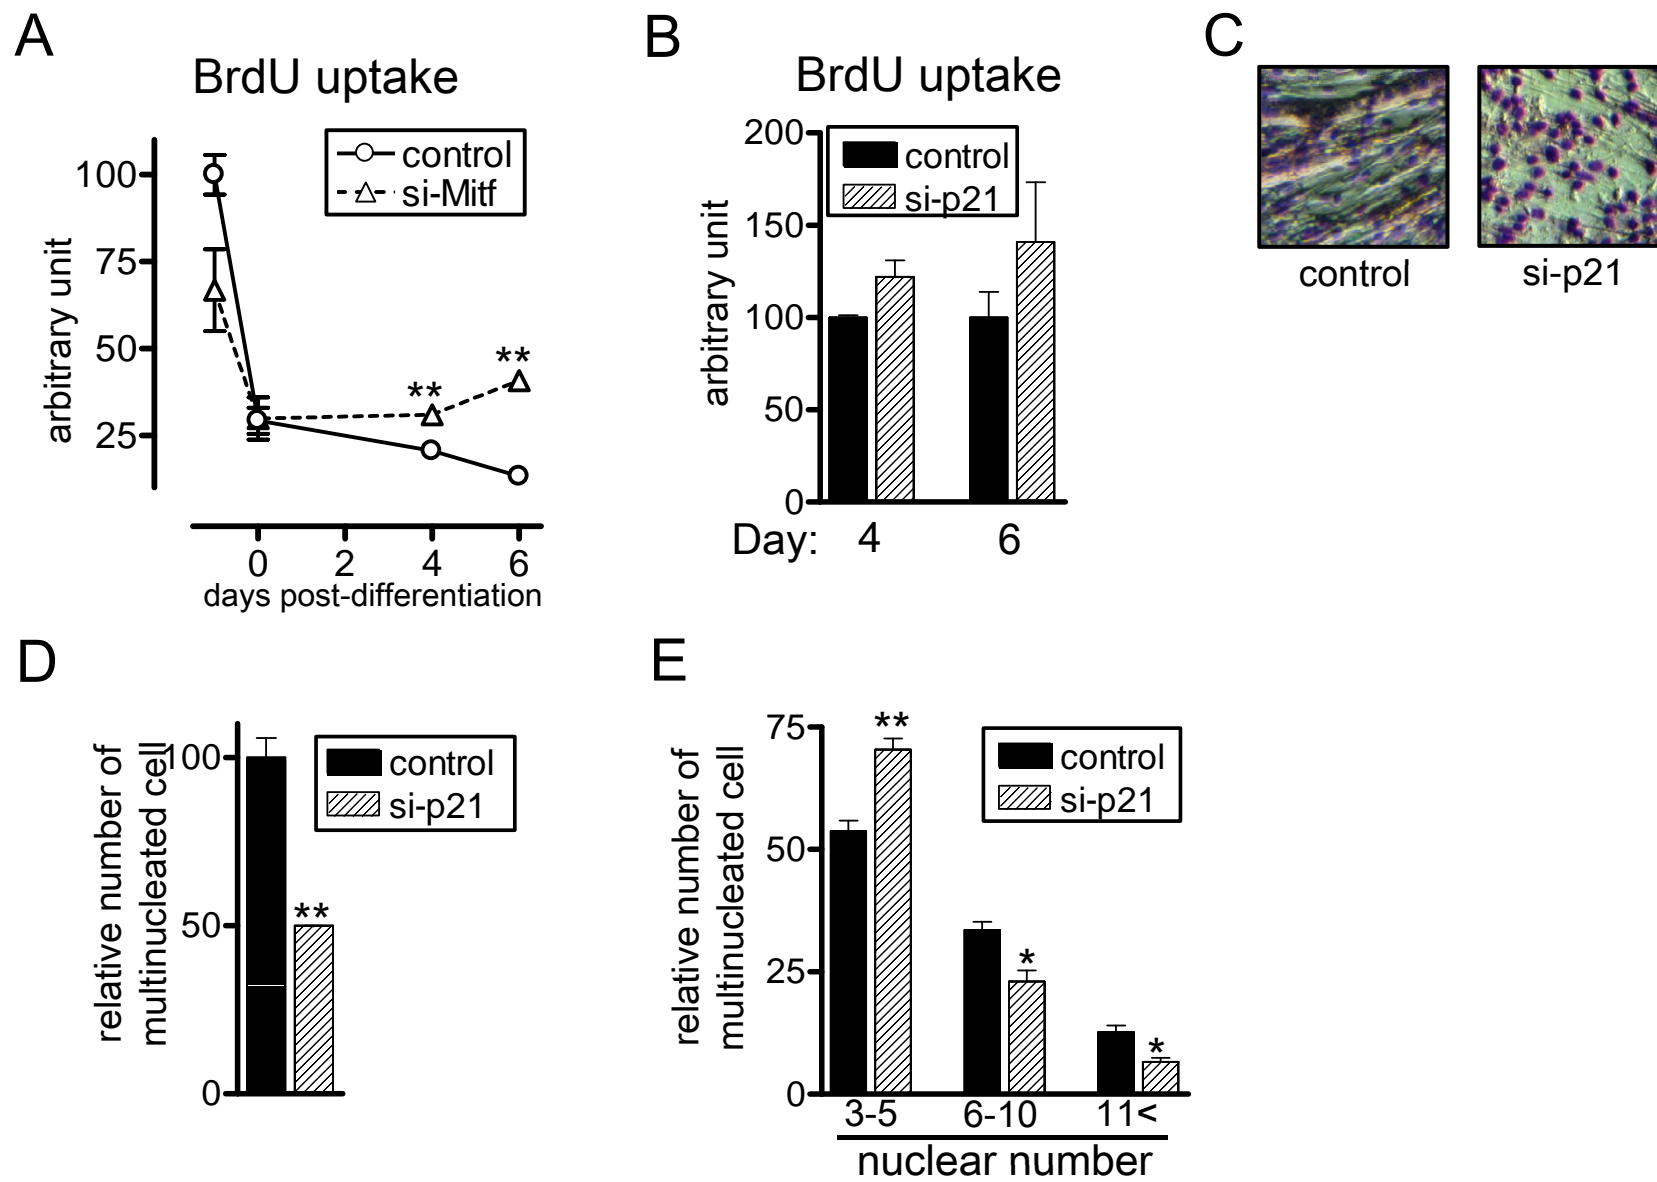 A
BrdU uptake
control
si-Mitf
**
**
100
75
50
25
arbitrary unit
0
2
4
6
days post-differentiation
B
BrdU uptake
control
si-p21
200
150
100
50
0
arbitrary unit
Day:
4
6
C
control
si-p21
D
control
si-p21
**
100
50
0
relative number of
multinucleated cell
E
control
si-p21
**
*
*
75
50
25
0
relative number of
multinucleated cell
3-5
6-10
11<
nuclear number